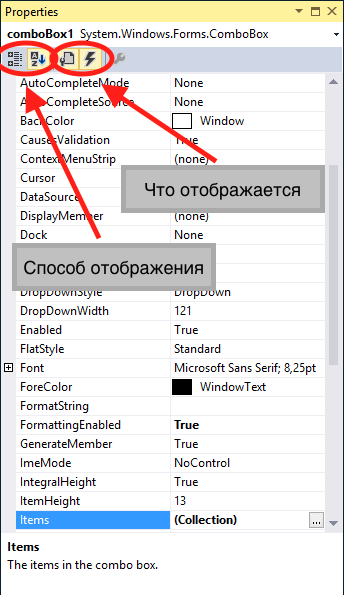 Properties
comboBox1 System.Windows.Forms.ComboBox
AutoCompleteMode None
AutoCompleteSource None
BackColor Window
CausesValidation True
ContextMenuStrip (none)
Cursor
DataSource
Что отображается
DisplayMember (none)
Dock None
Способ отображения
DropDownStyle DropDown
DropDownWidth 121
Enabled True
FlatStyle Standard
Font Microsoft Sans Serif; 8,25pt
ForeColor WindowText
FormatString
FormattingEnabled True
GenerateMember True
ImeMode NoControl
IntegralHeight True
ItemHeight 13
Items (Collection) ...
Items
The items in the combo box.